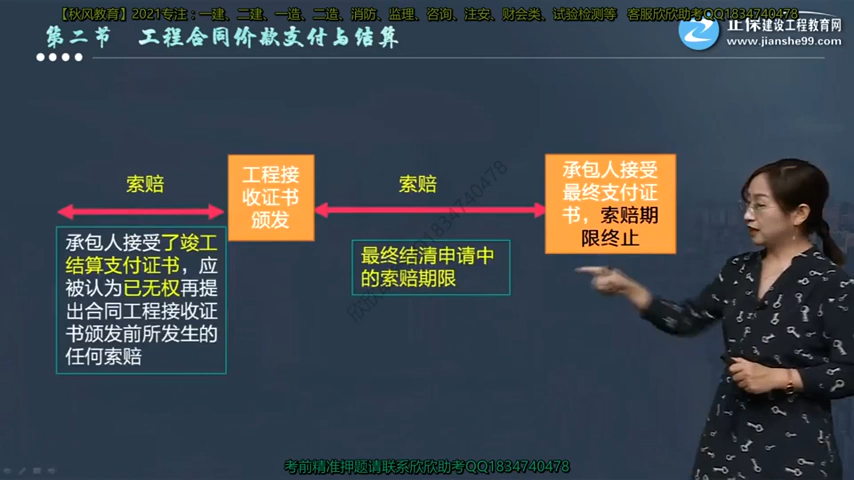 【秋风教育】2021专注：一建、二建、一造、二造、消防、监理、咨询、注安、财会类、试验检测等 客服欣欣助考QQ1834740478
第二节 工程合同价款支付与结算
正保建设工程教育网
www.jianshe99.com
索赔
工程接
收证书
颁发
索赔
承包人接受
最终支付证
书，索赔期
限终止
承包人接受了竣工
结算支付证书，应
被认为已无权再提
出合同工程接收证
书颁发前所发生的
任何索赔
最终结清申请中
的索赔期限
考前精准押题请联系欣欣助考QQ1834740478